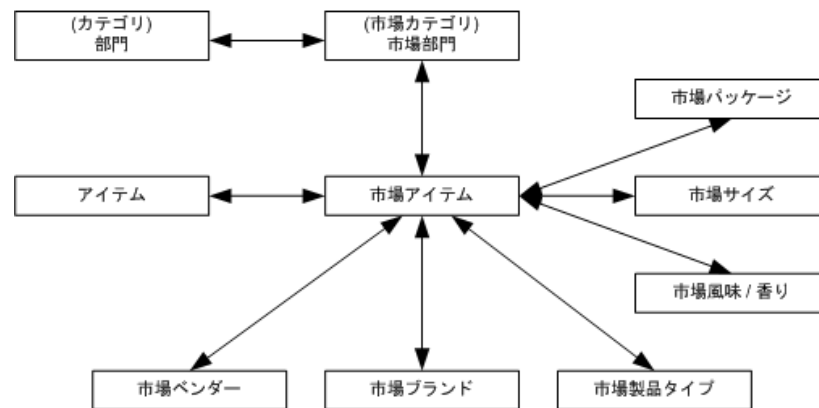 (カテゴリ)
部門
(市場カテゴリ)
市場部門
市場パッケージ
アイテム
市場アイテム
市場サイズ
市場風味 / 香り
市場ベンダー
市場ブランド
市場製品タイプ